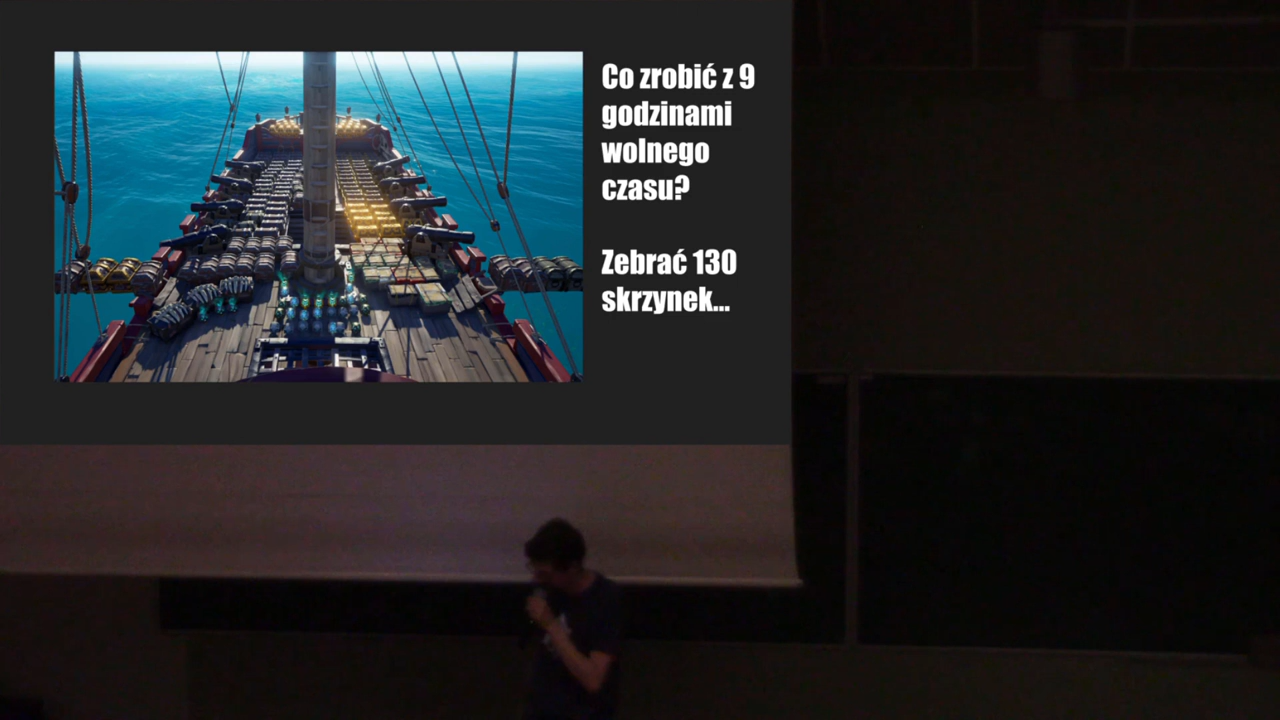 Co zrobić z 9
godzinami
wolnego
czasu?
Zebrać 130
skrzynek...